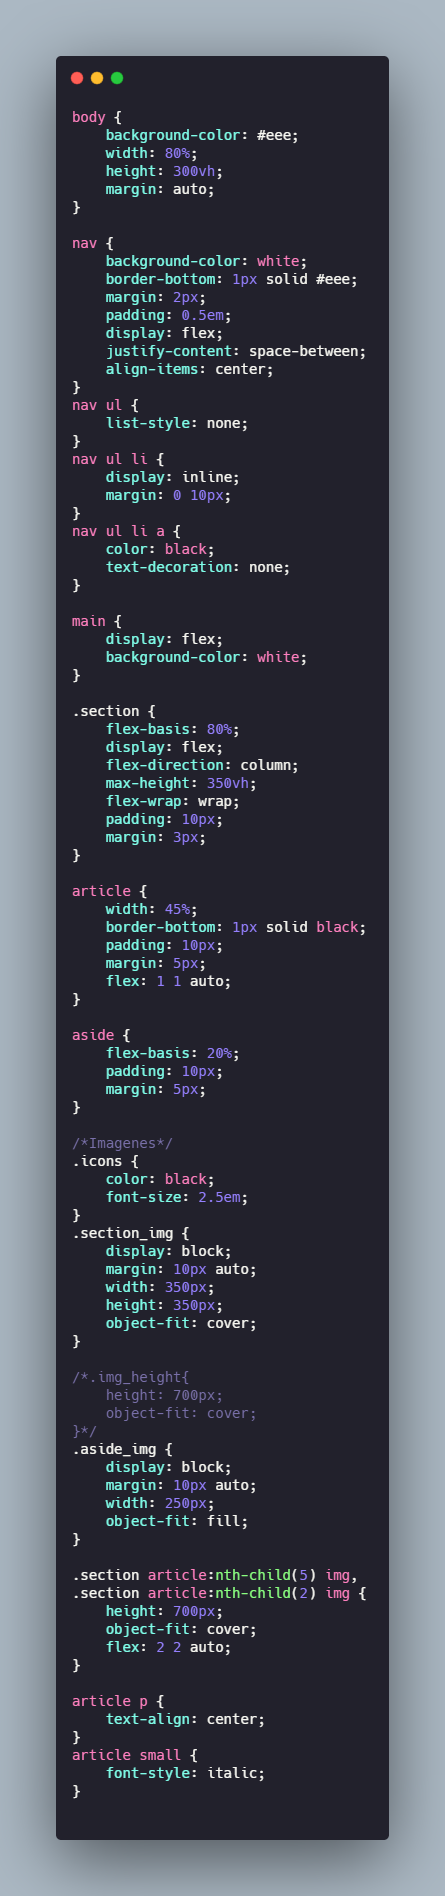 body {
    background-color: #eee;
    width: 80%;
    height: 300vh;
    margin: auto;
}

nav {
    background-color: white;
    border-bottom: 1px solid #eee;
    margin: 2px;
    padding: 0.5em;
    display: flex;
    justify-content: space-between;
    align-items: center;
}
nav ul {
    list-style: none;
}
nav ul li {
    display: inline;
    margin: 0 10px;
}
nav ul li a {
    color: black;
    text-decoration: none;
}

main {
    display: flex;
    background-color: white;
}

.section {
    flex-basis: 80%;
    display: flex;
    flex-direction: column;
    max-height: 350vh;
    flex-wrap: wrap;
    padding: 10px;
    margin: 3px;
}

article {
    width: 45%;
    border-bottom: 1px solid black;
    padding: 10px;
    margin: 5px;
    flex: 1 1 auto;
}

aside {
    flex-basis: 20%;
    padding: 10px;
    margin: 5px;
}

/*Imagenes*/
.icons {
    color: black;
    font-size: 2.5em;
}
.section_img {
    display: block;
    margin: 10px auto;
    width: 350px;
    height: 350px;
    object-fit: cover;
}

/*.img_height{
    height: 700px;
    object-fit: cover;
}*/
.aside_img {
    display: block;
    margin: 10px auto;
    width: 250px;
    object-fit: fill;
}

.section article:nth-child(5) img,
.section article:nth-child(2) img {
    height: 700px;
    object-fit: cover;
    flex: 2 2 auto;
}

article p {
    text-align: center;
}
article small {
    font-style: italic;
}